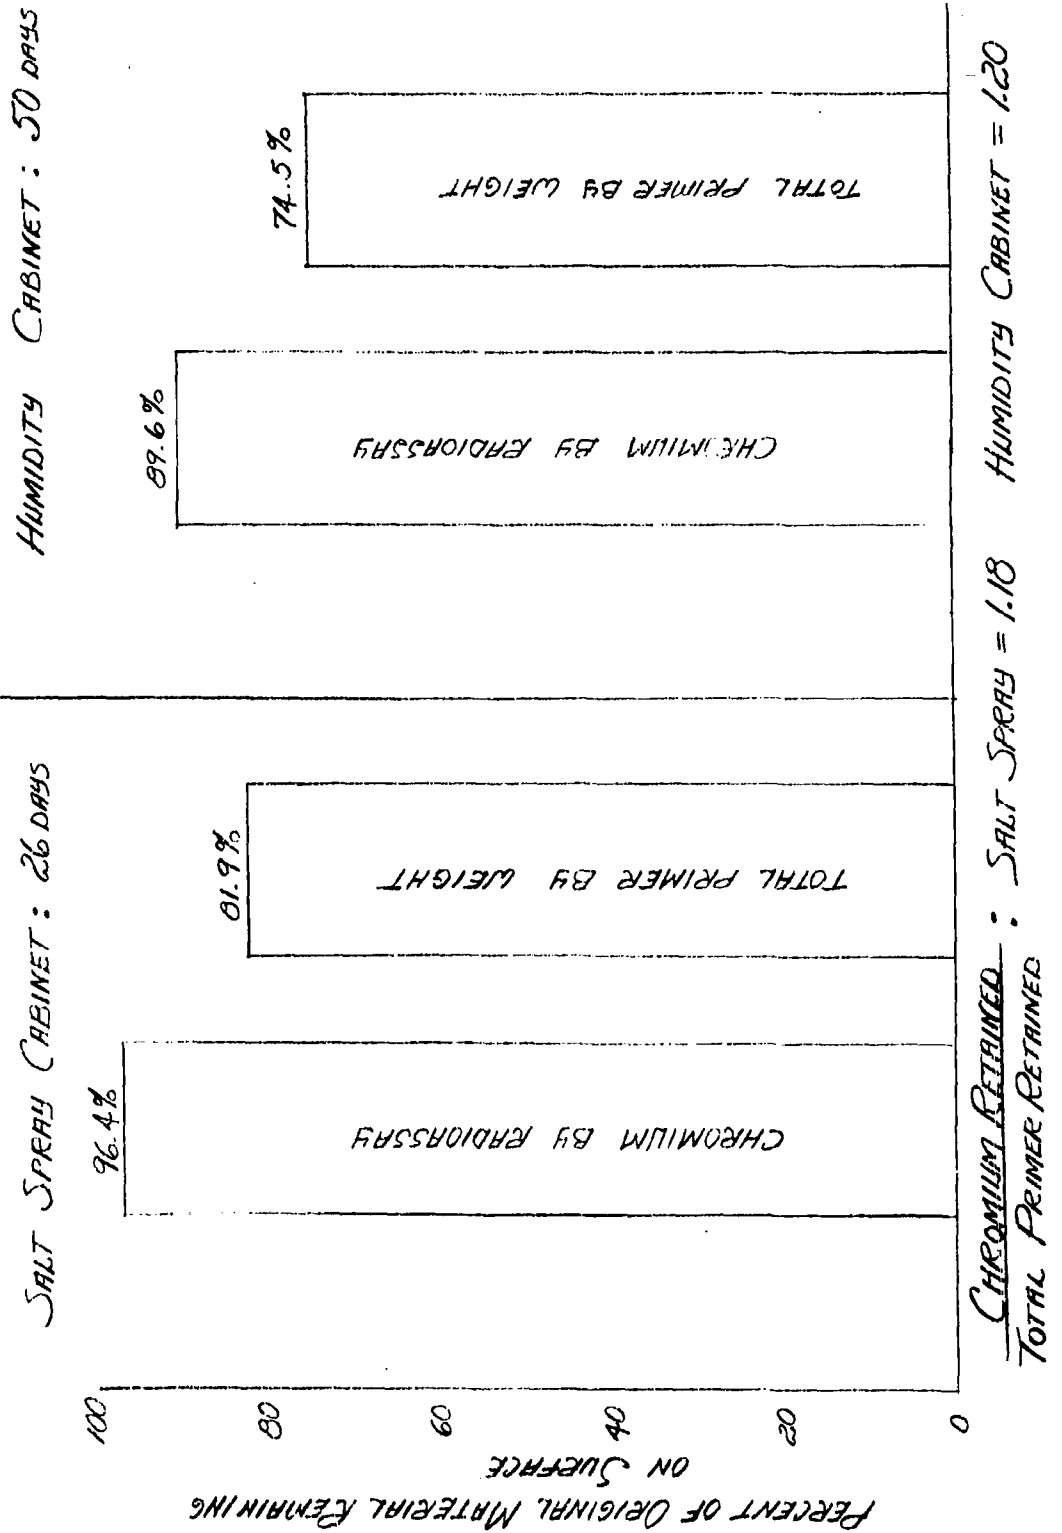 SALT SPRAY CABINET: 26 DAYS
HUMIDITY CABINET: 50 DAYS
96.4%
81.9%
89.6%
74.5%
CHROMIUM BY RADIOASSAY
TOTAL PRIMER BY WEIGHT
CHROMIUM BY RADIOASSAY
TOTAL PRIMER BY WEIGHT
PERCENT OF ORIGINAL MATERIAL REMAINING
ON SURFACE
100
80
60
40
20
0
CHROMIUM RETAINED
TOTAL PRIMER RETAINED
: SALT SPRAY = 1.18 HUMIDITY CABINET = 1.20